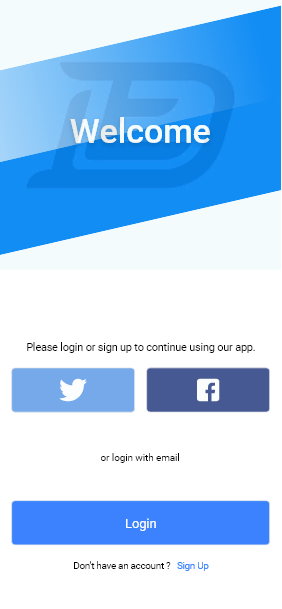 Welcome
Please login or sign up to continue using our app.
or login with email
Login
Don't have an account ? Sign Up